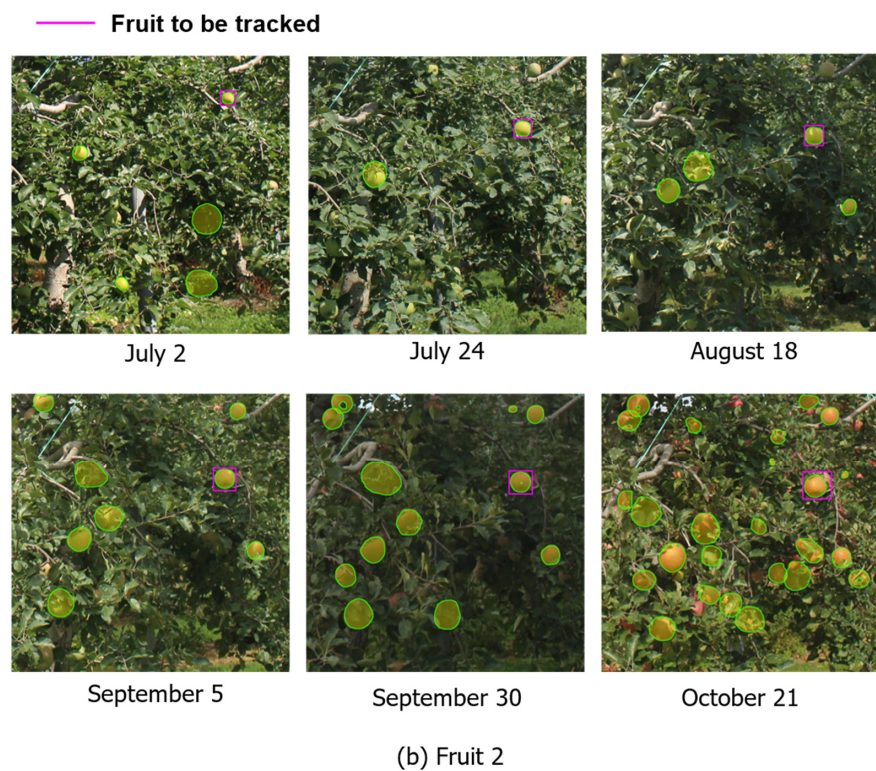 Fruit to be tracked
July 2
July 24
August 18
September 5
September 30
October 21
(b) Fruit 2